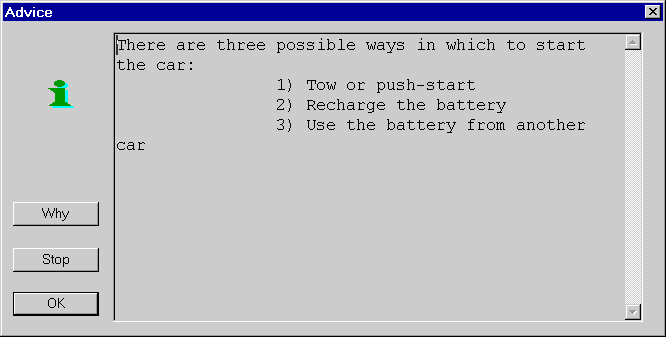 Advice
There are three possible ways in which to start
the car:
1) Tow or push-start
2) Recharge the battery
3) Use the battery from another
car
Why
Stop
OK